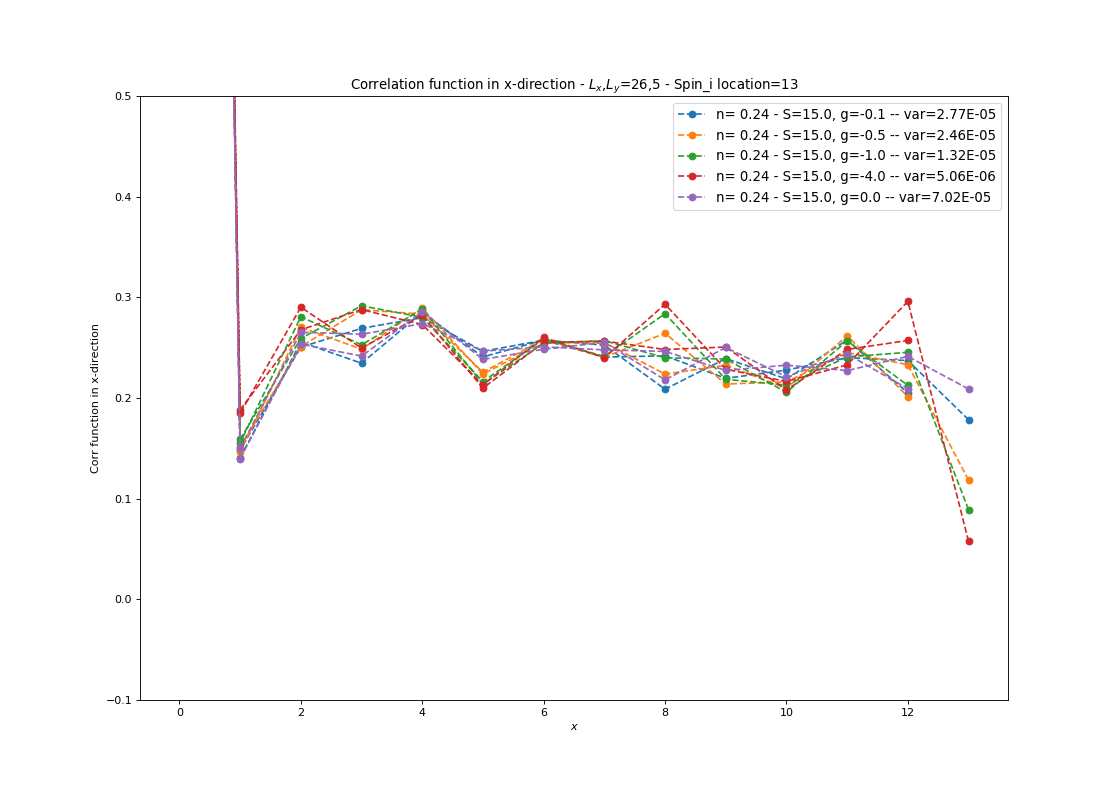 Correlation function in x-direction - Lx,Ly=26,5 - Spin_i location=13
n= 0.24 - S=15.0, g=-0.1 -- var=2.77E-05
n= 0.24 - S=15.0, g=-0.5 -- var=2.46E-05
n= 0.24 - S=15.0, g=-1.0 -- var=1.32E-05
n= 0.24 - S=15.0, g=-4.0 -- var=5.06E-06
n= 0.24 - S=15.0, g=0.0 -- var=7.02E-05
Corr function in x-direction
0.5
0.4
0.3
0.2
0.1
0.0
−0.1
0 2 4 6 8 10 12
x